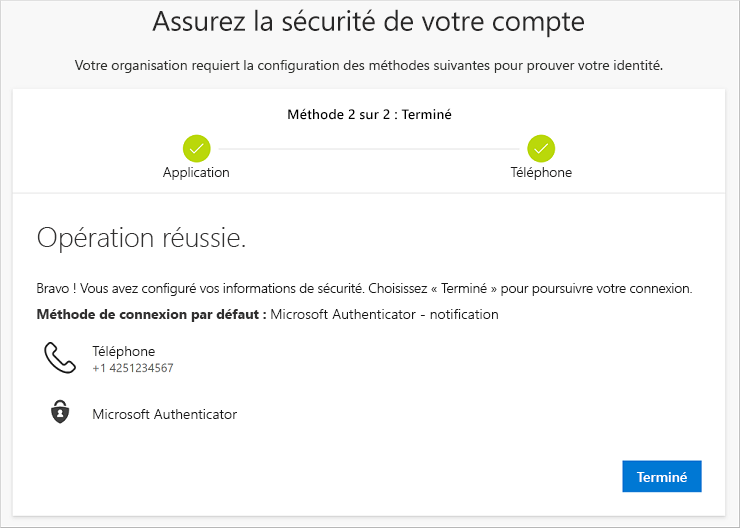 Assurez la sécurité de votre compte
Votre organisation requiert la configuration des méthodes suivantes pour prouver votre identité.
Méthode 2 sur 2 : Terminé
Application
Téléphone
Opération réussie.
Bravo ! Vous avez configuré vos informations de sécurité. Choisissez « Terminé » pour poursuivre votre connexion.
Méthode de connexion par défaut : Microsoft Authenticator - notification
Téléphone
+1 4251234567
Microsoft Authenticator
Terminé